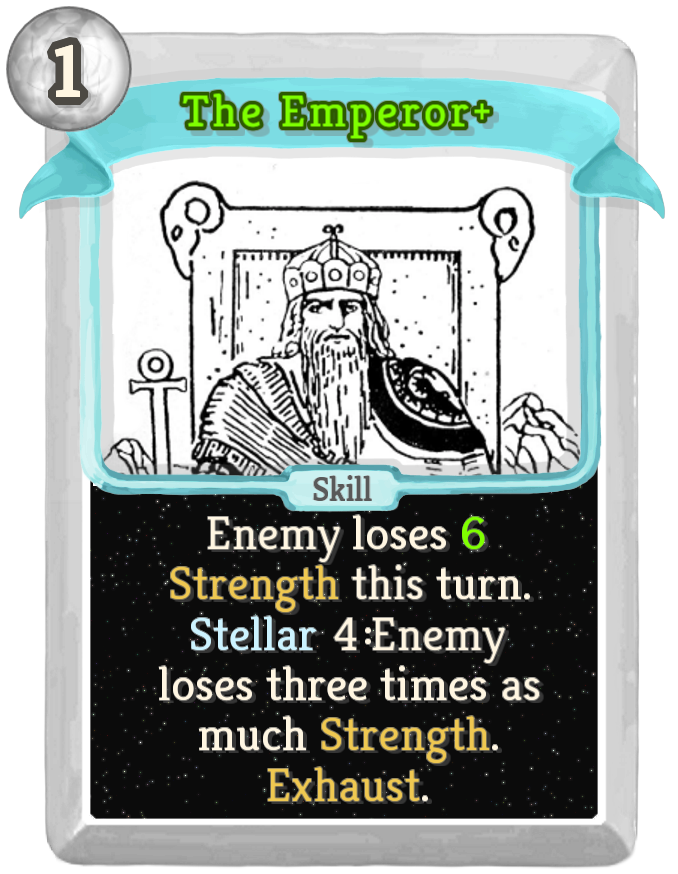 1
The Emperor+
Skill
Enemy loses 6
Strength this turn.
Stellar 4:Enemy
loses three times as
much Strength.
Exhaust.